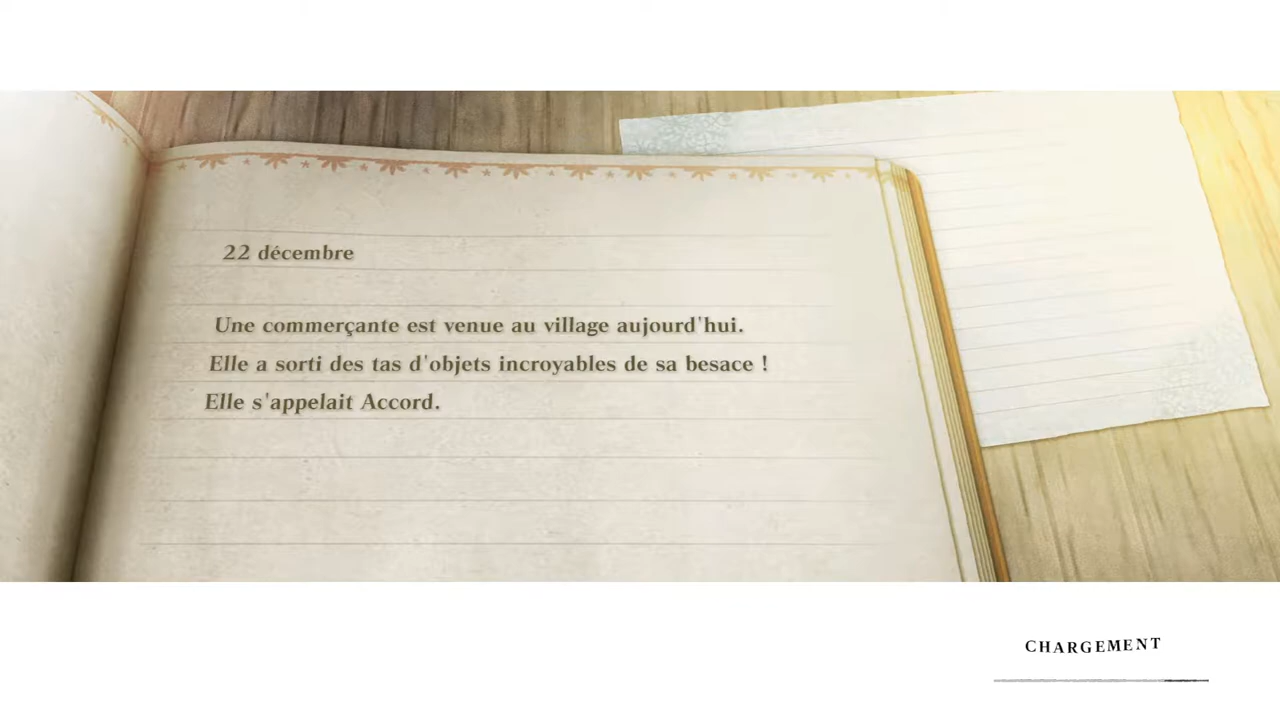 22 décembre
Une commerçante est venue au village aujourd'hui.
Elle a sorti des tas d'objets incroyables de sa besace !
Elle s'appelait Accord.
CHARGEMENT